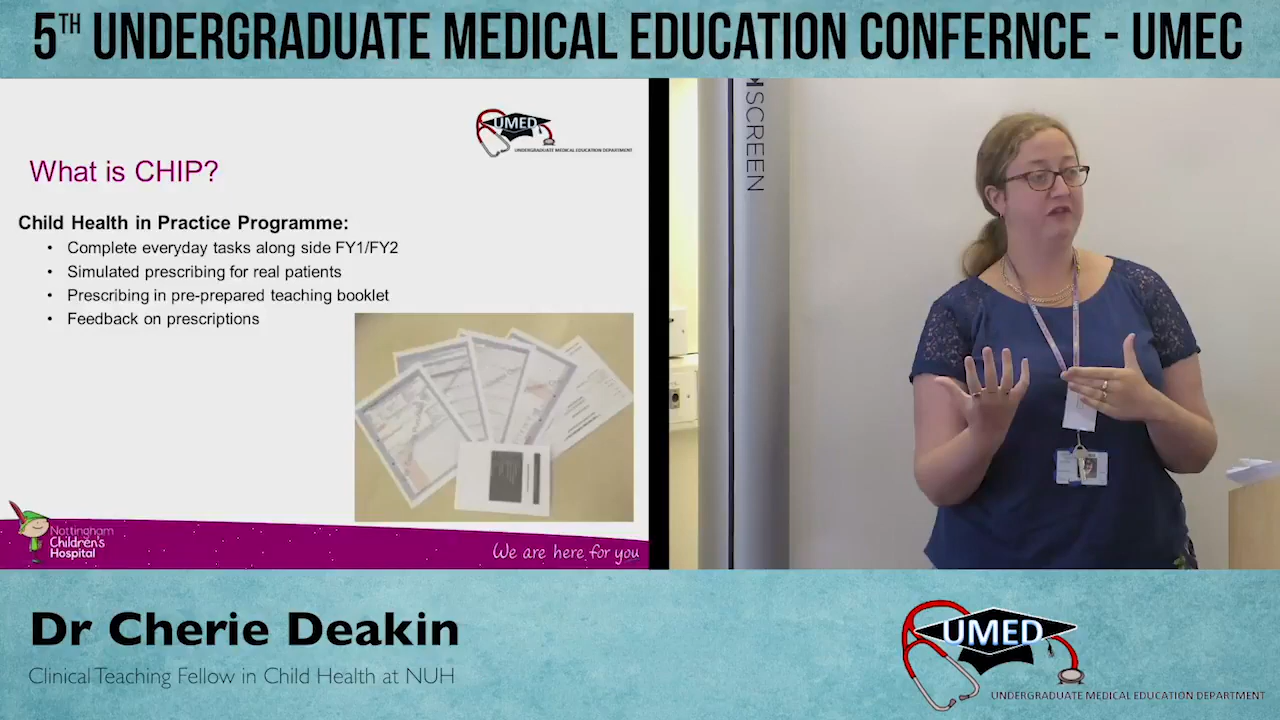 5TH UNDERGRADUATE MEDICAL EDUCATION CONFERNCE - UMEC
UMED
UNDERGRADUATE MEDICAL EDUCATION DEPARTMENT
What is CHIP?
Child Health in Practice Programme:
• Complete everyday tasks along side FY1/FY2
• Simulated prescribing for real patients
• Prescribing in pre-prepared teaching booklet
• Feedback on prescriptions
Nottingham
Children's
Hospital
We are here for you
SCREEN
Dr Cherie Deakin
Clinical Teaching Fellow in Child Health at NUH
UMED
UNDERGRADUATE MEDICAL EDUCATION DEPARTMENT